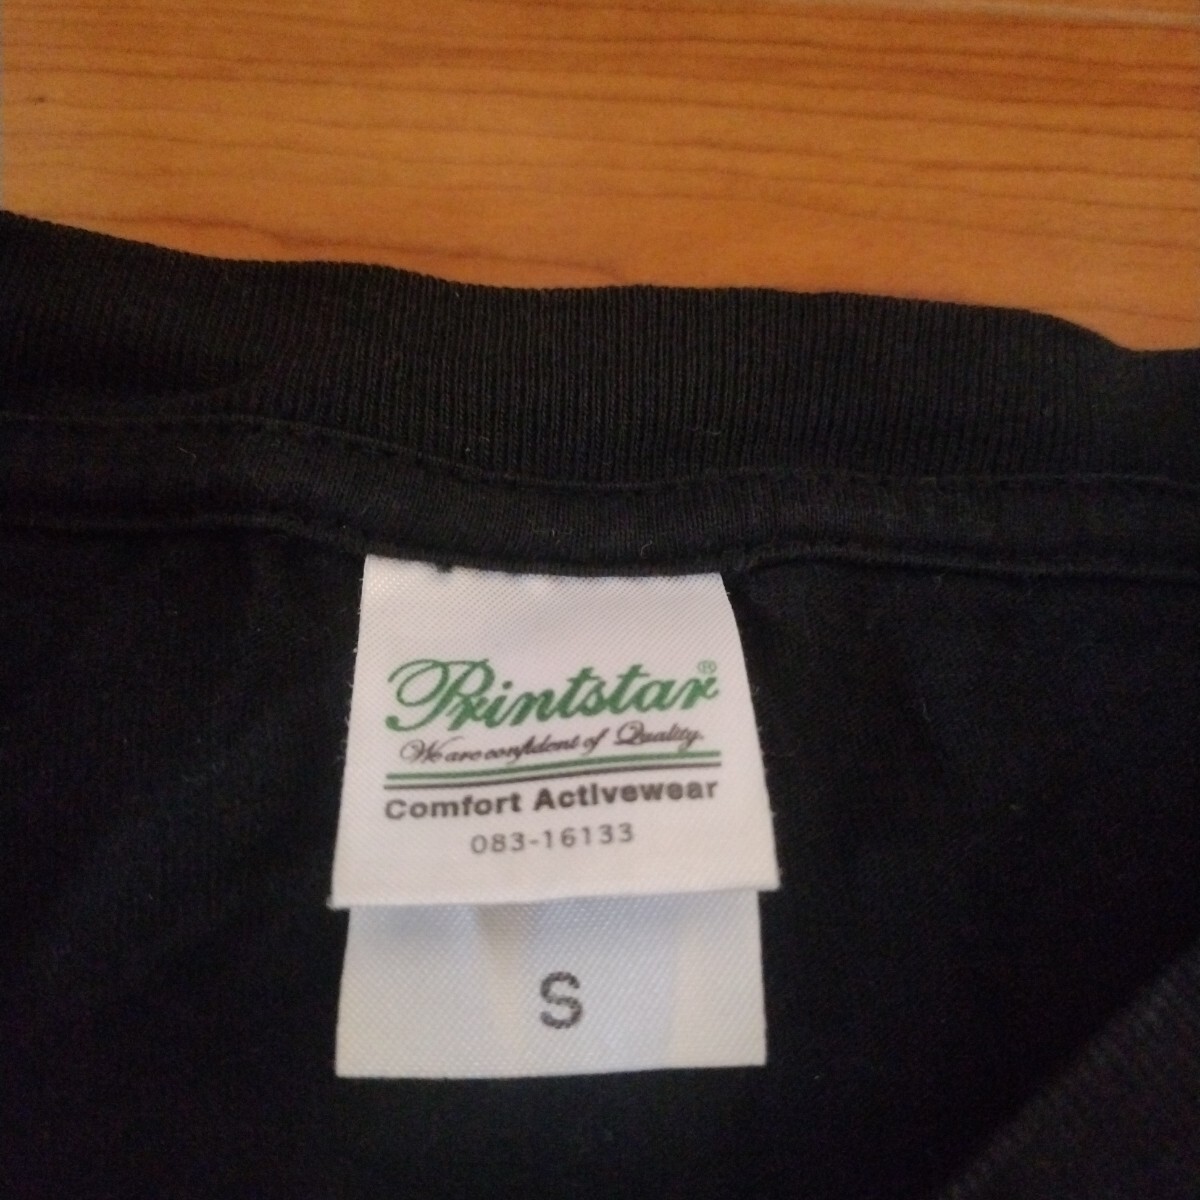 Printstar®
We are confident of Quality.
Comfort Activewear
083-16133
S